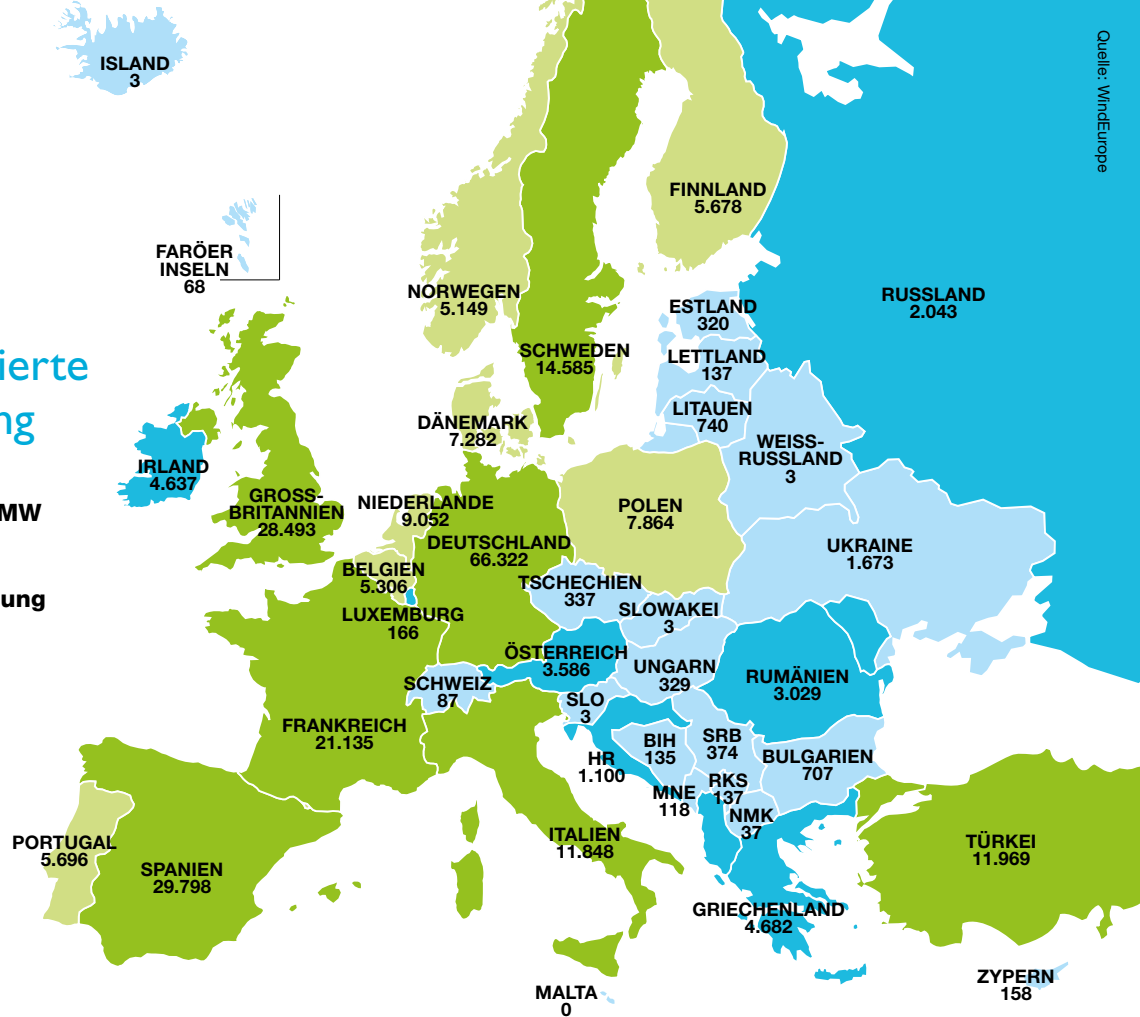 ISLAND
3
Quelle: WindEurope
FINNLAND
5.678
FARÖER
INSELN
68
NORWEGEN
5.149
RUSSLAND
2.043
ESTLAND
320
SCHWEDEN
14.585
LETTLAND
137
ierte
ng
LITAUEN
740
DÄNEMARK
7.282
WEISS-
RUSSLAND
3
IRLAND
4.637
GROSS-
BRITANNIEN
28.493
NIEDERLANDE
9.052
POLEN
7.864
MW
DEUTSCHLAND
66.322
UKRAINE
1.673
BELGIEN
5.306
TSCHECHIEN
337
ung
LUXEMBURG
166
SLOWAKEI
3
ÖSTERREICH
3.586
UNGARN
329
RUMÄNIEN
3.029
SCHWEIZ
87
SLO
3
FRANKREICH
21.135
BIH
135
SRB
374
BULGARIEN
707
HR
1.100
RKS
137
MNE
118
NMK
37
PORTUGAL
5.696
SPANIEN
29.798
ITALIEN
11.848
TÜRKEI
11.969
GRIECHENLAND
4.682
ZYPERN
158
MALTA
0